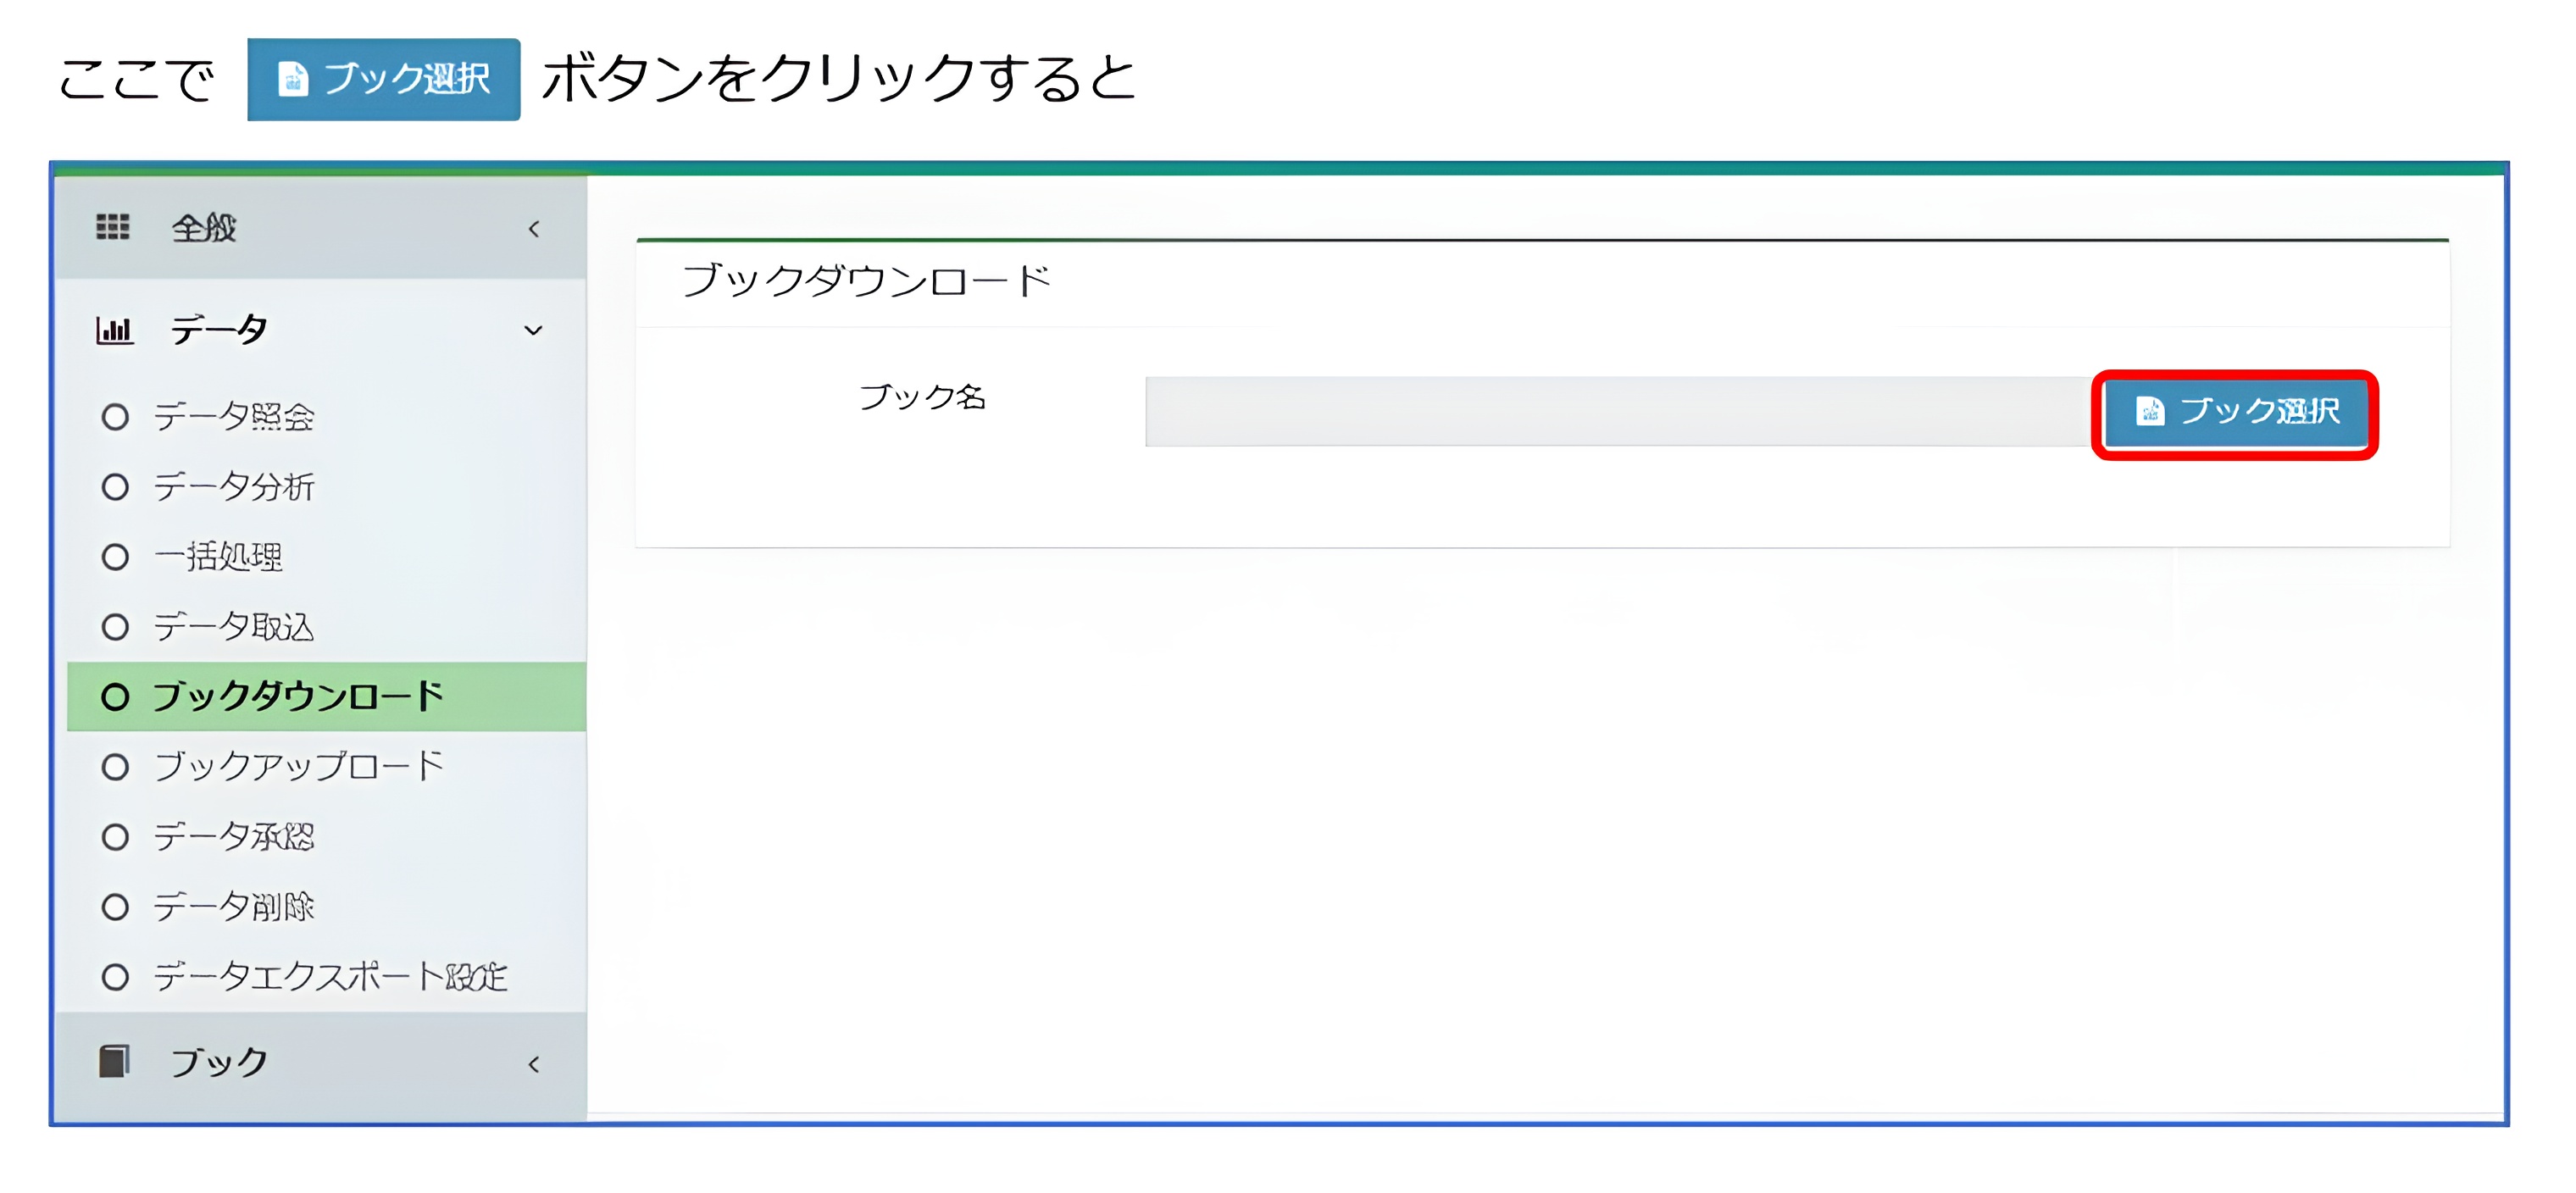 ここで ブック選択 ボタンをクリックすると
全般
データ
データ照会
データ分析
一括処理
データ取込
ブックダウンロード
ブックアップロード
データ承認
データ削除
データエクスポート設定
ブック
ブックダウンロード
ブック名
ブック選択